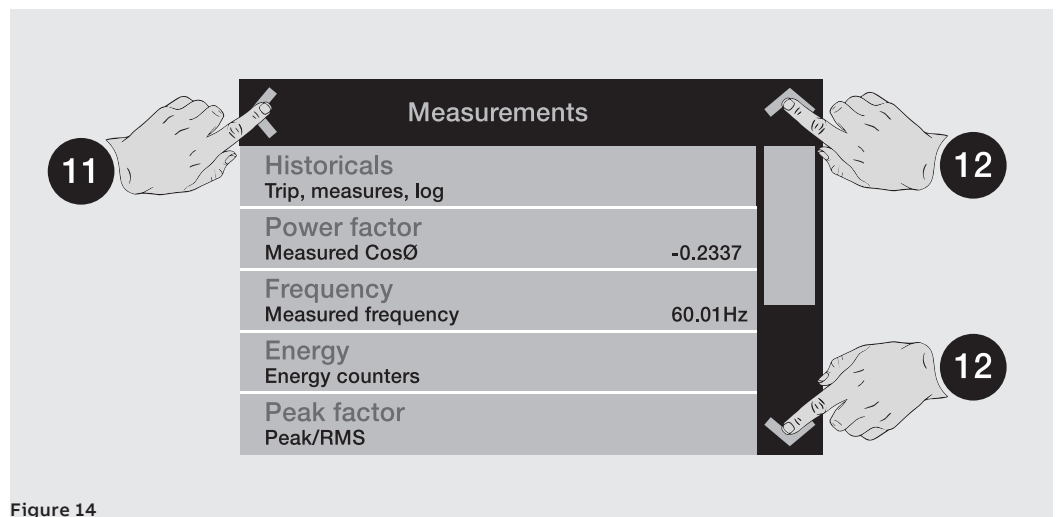 Measurements
11
12
Historicals
Trip, measures, log
Power factor
Measured CosØ -0.2337
Frequency
Measured frequency 60.01Hz
Energy
Energy counters
12
Peak factor
Peak/RMS
Figure 14